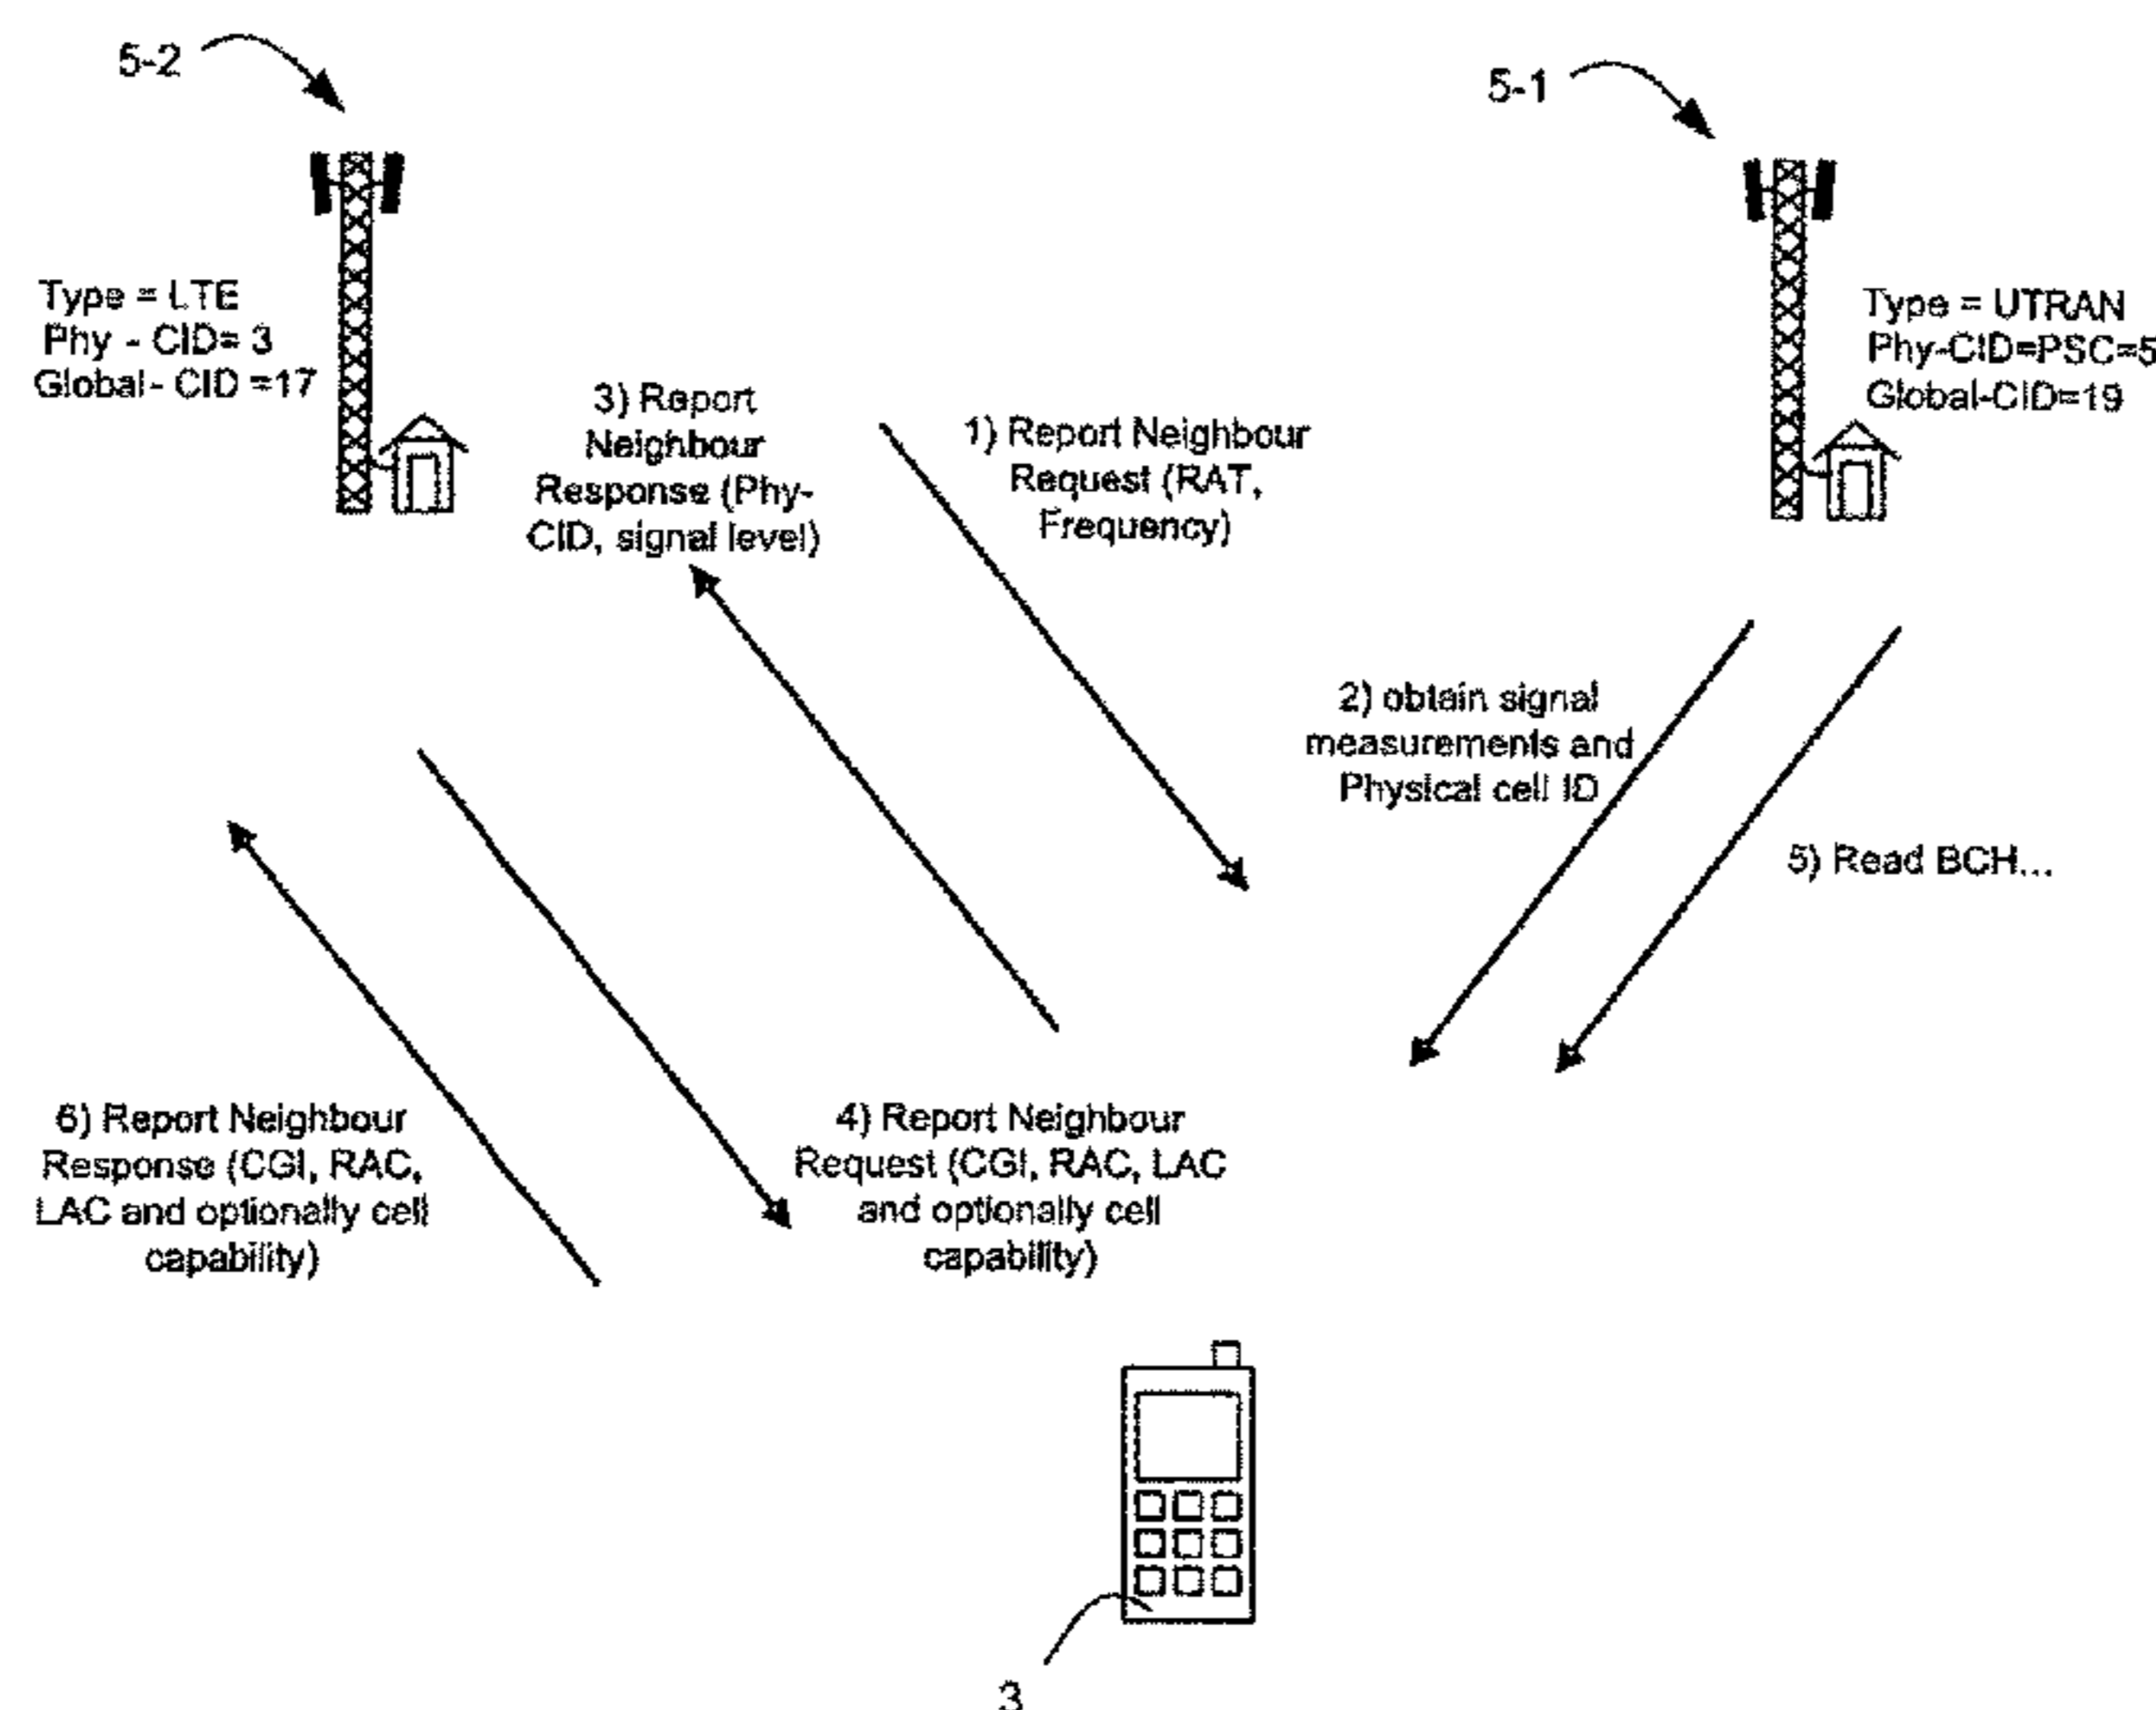 5-2
5-1
Type = LTE
Phy - CID= 3
Global- CID =17
Type = UTRAN
Phy-CID=PSC=5
Global-CID=19
3) Report
Neighbour
Response (Phy-
CID, signal level)
1) Report Neighbour
Request (RAT,
Frequency)
2) obtain signal
measurements and
Physical cell ID
5) Read BCH...
6) Report Neighbour
Response (CGI, RAC,
LAC and optionally cell
capability)
4) Report Neighbour
Request (CGI, RAC, LAC
and optionally cell
capability)
3